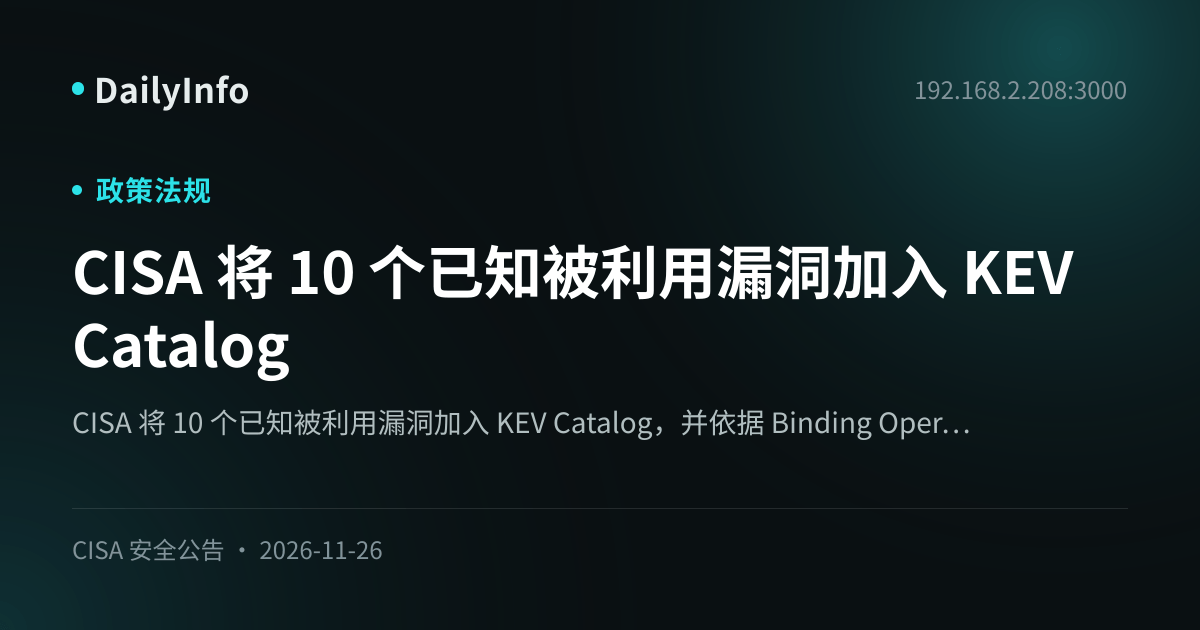 DailyInfo
192.168.2.208:3000
政策法规
CISA 将 10 个已知被利用漏洞加入 KEV
Catalog
CISA 将 10 个已知被利用漏洞加入 KEV Catalog，并依据 Binding Oper…
CISA 安全公告 · 2026-11-26